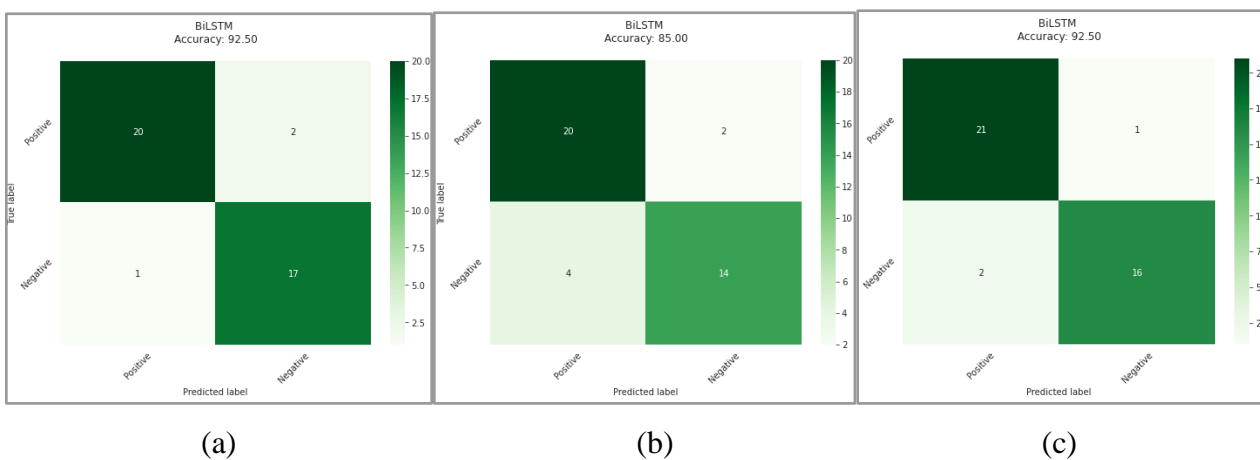 BiLSTM
Accuracy: 92.50
Positive
Negative
True label
20
2
1
17
20.0
17.5
15.0
12.5
10.0
7.5
5.0
2.5
Positive
Negative
Predicted label
BiLSTM
Accuracy: 85.00
Positive
Negative
True label
20
2
4
14
20
18
16
14
12
10
8
6
4
2
Positive
Negative
Predicted label
BiLSTM
Accuracy: 92.50
Positive
Negative
True label
21
1
2
16
Positive
Negative
Predicted label
(a)
(b)
(c)